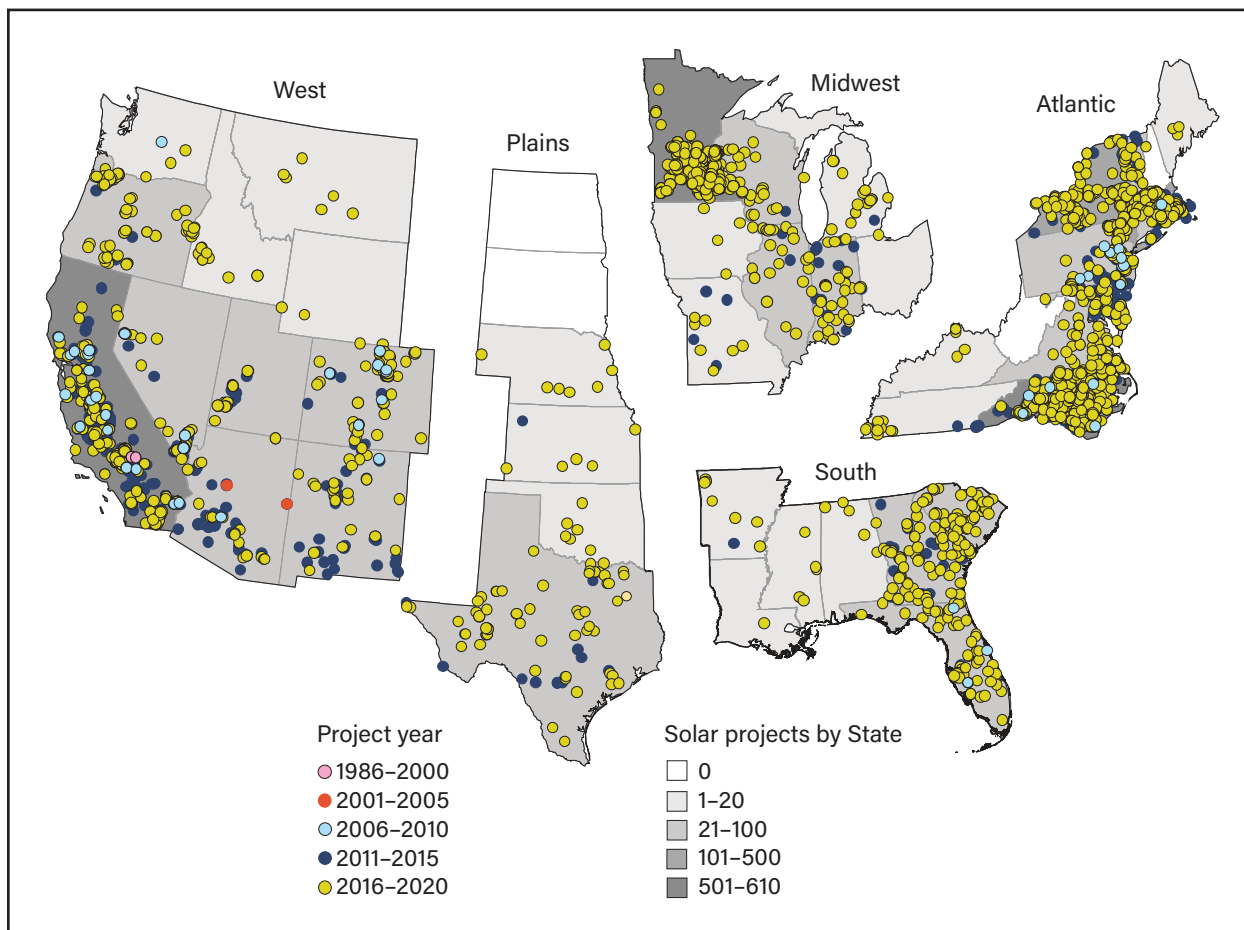 West
Plains
Midwest
Atlantic
South
Project year
1986–2000
2001–2005
2006–2010
2011–2015
2016–2020
Solar projects by State
0
1–20
21–100
101–500
501–610